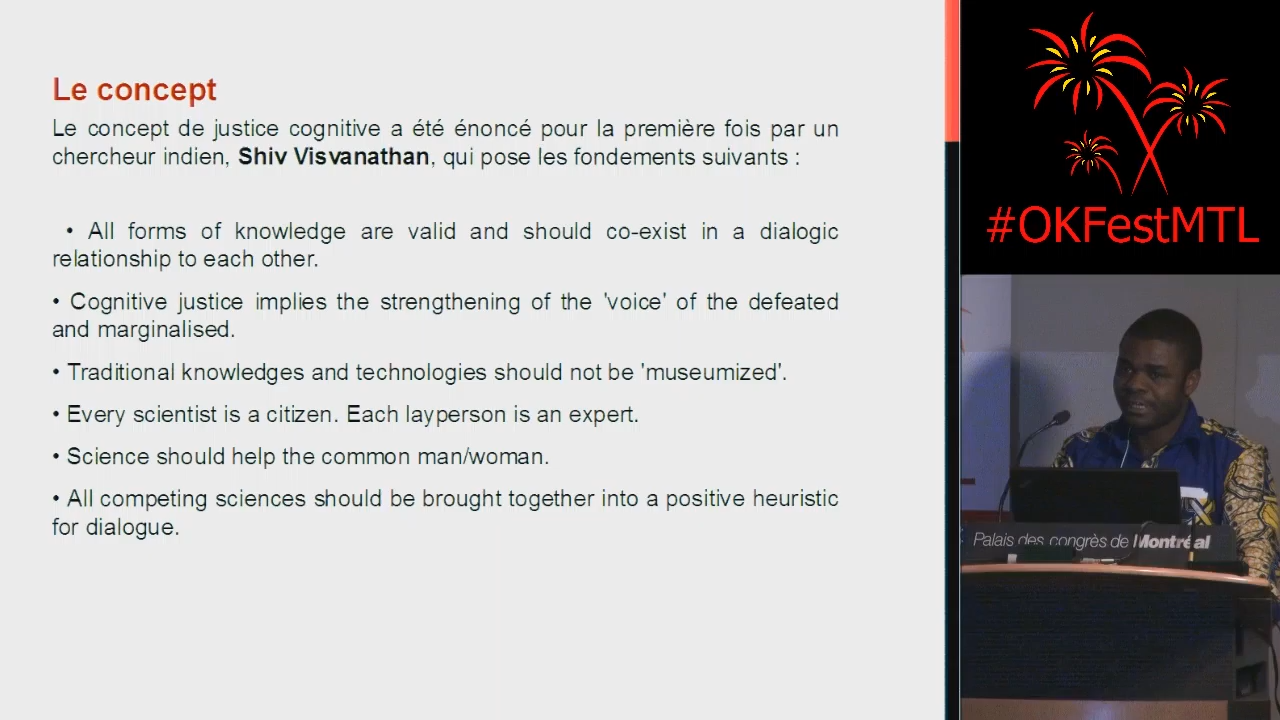 Le concept
Le concept de justice cognitive a été énoncé pour la première fois par un
chercheur indien, Shiv Visvanathan, qui pose les fondements suivants :
• All forms of knowledge are valid and should co-exist in a dialogic
relationship to each other.
• Cognitive justice implies the strengthening of the 'voice' of the defeated
and marginalised.
• Traditional knowledges and technologies should not be 'museumized'.
• Every scientist is a citizen. Each layperson is an expert.
• Science should help the common man/woman.
• All competing sciences should be brought together into a positive heuristic
for dialogue.
#OKFestMTL
Palais des congrès de Montréal